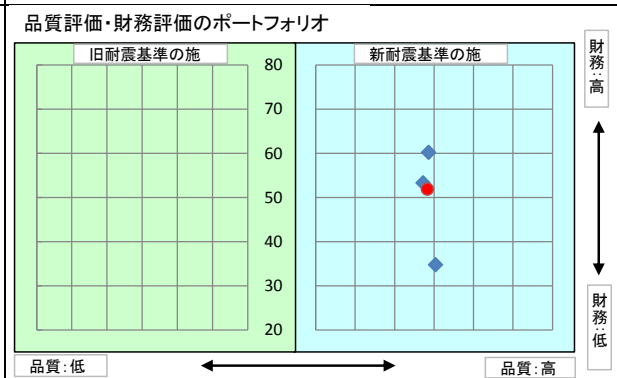 品質評価・財務評価のポートフォリオ
旧耐震基準の施
新耐震基準の施
80
70
60
50
40
30
20
財務:高
財務:低
品質:低
品質:高